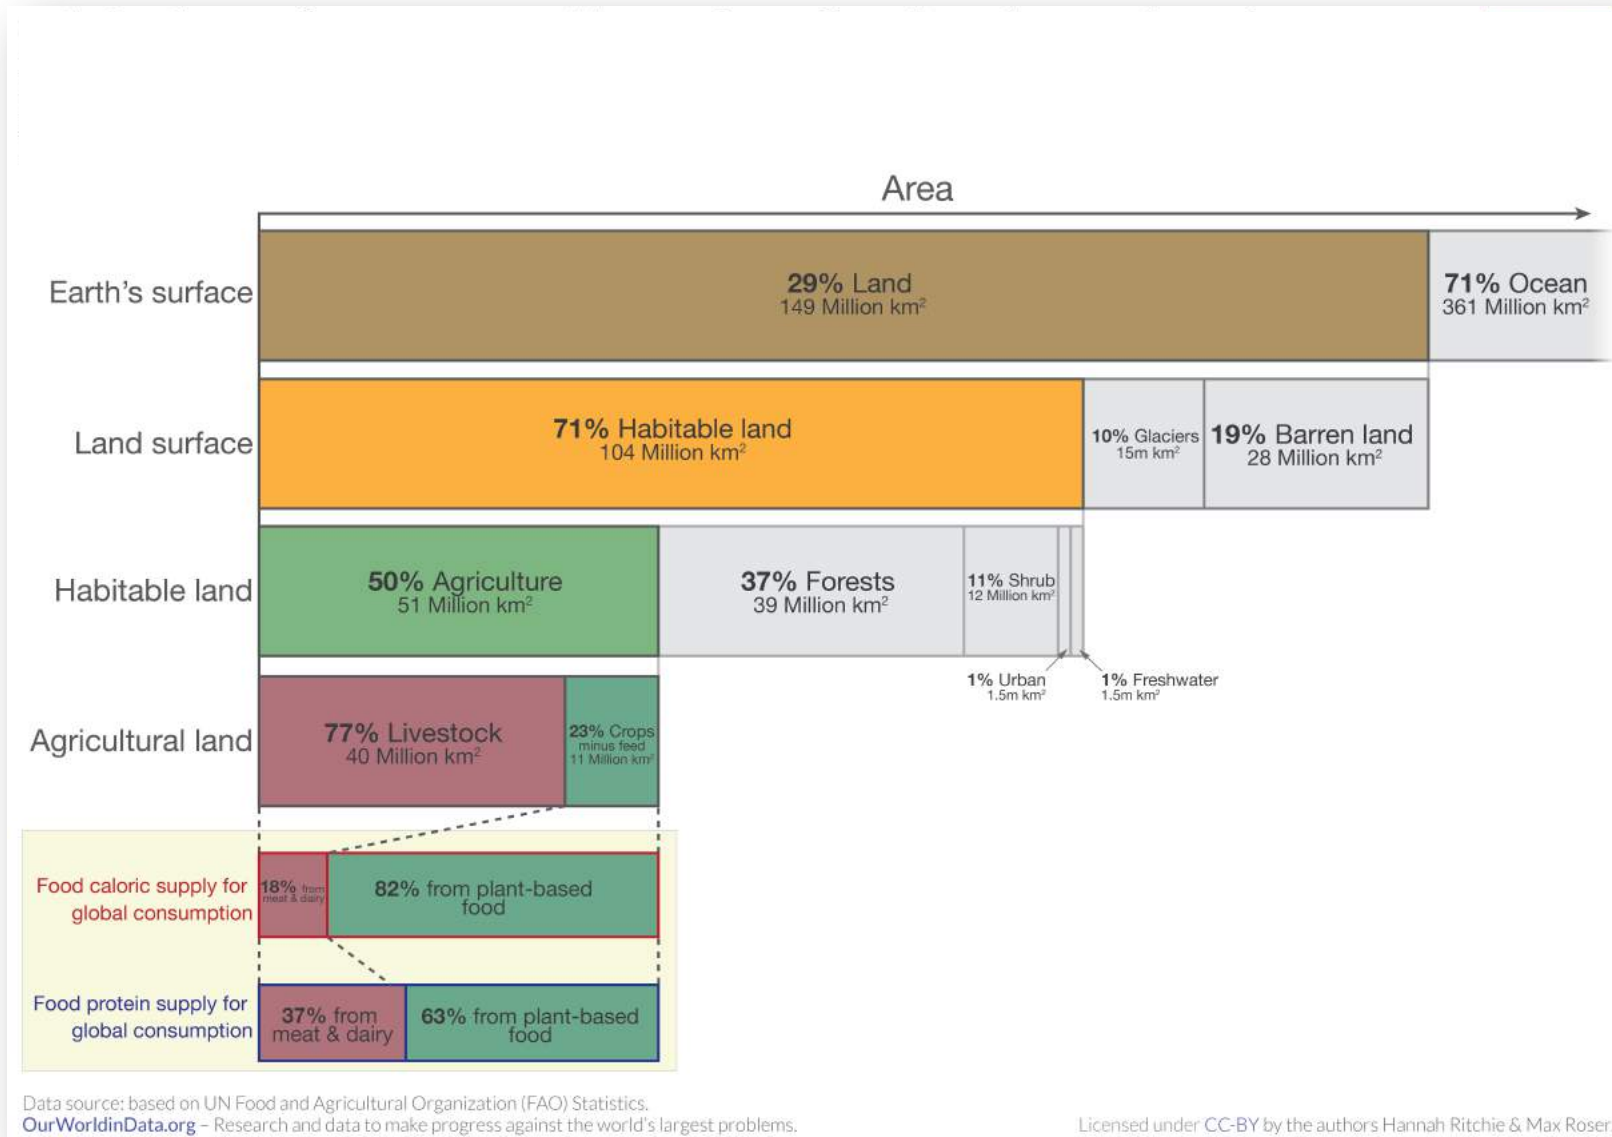 Area
Earth's surface
29% Land
149 Million km²
71% Ocean
361 Million km²
Land surface
71% Habitable land
104 Million km²
10% Glaciers
15m km²
19% Barren land
28 Million km²
Habitable land
50% Agriculture
51 Million km²
37% Forests
39 Million km²
11% Shrub
12 Million km²
1% Urban
1.5m km²
1% Freshwater
1.5m km²
Agricultural land
77% Livestock
40 Million km²
23% Crops
minus feed
11 Million km²
Food caloric supply for
global consumption
18% from
meat & dairy
82% from plant-based
food
Food protein supply for
global consumption
37% from
meat & dairy
63% from plant-based
food
Data source: based on UN Food and Agricultural Organization (FAO) Statistics.
OurWorldinData.org – Research and data to make progress against the world's largest problems.
Licensed under CC-BY by the authors Hannah Ritchie & Max Roser